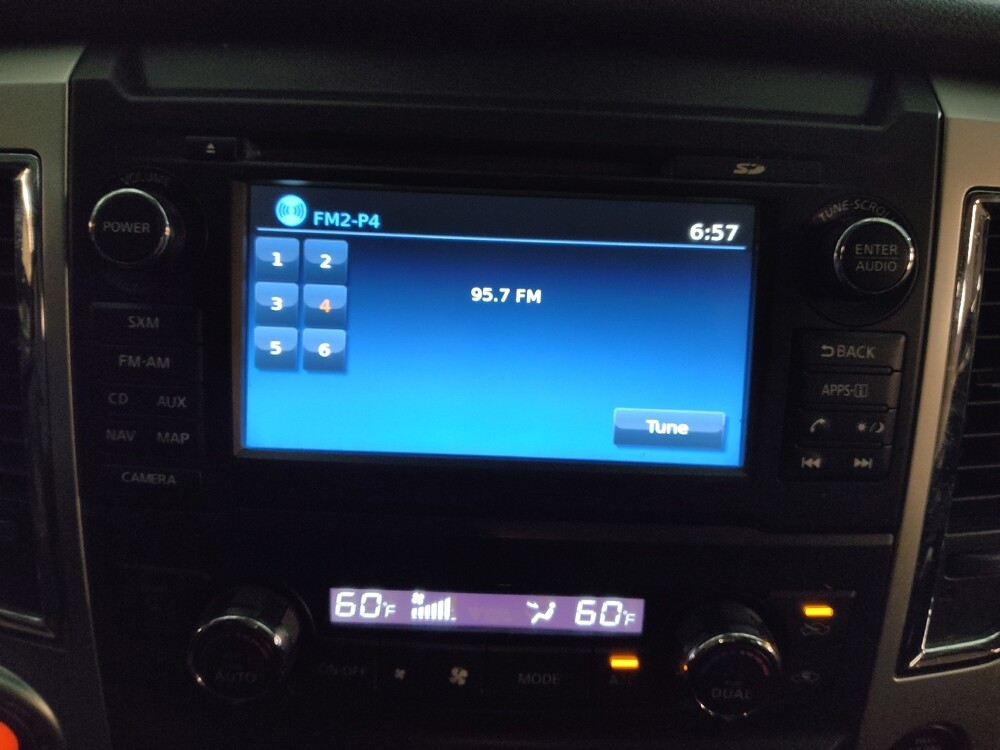 VOLUME
POWER
SD
TUNE-SCROLL
ENTER
AUDIO
FM2-P4
6:57
1 2
3 4
5 6
95.7 FM
Tune
SXM
FM-AM
CD AUX
NAV MAP
CAMERA
BACK
APPS-i
60°F
60°F
AUTO
ON-OFF
MODE
A/C
DUAL